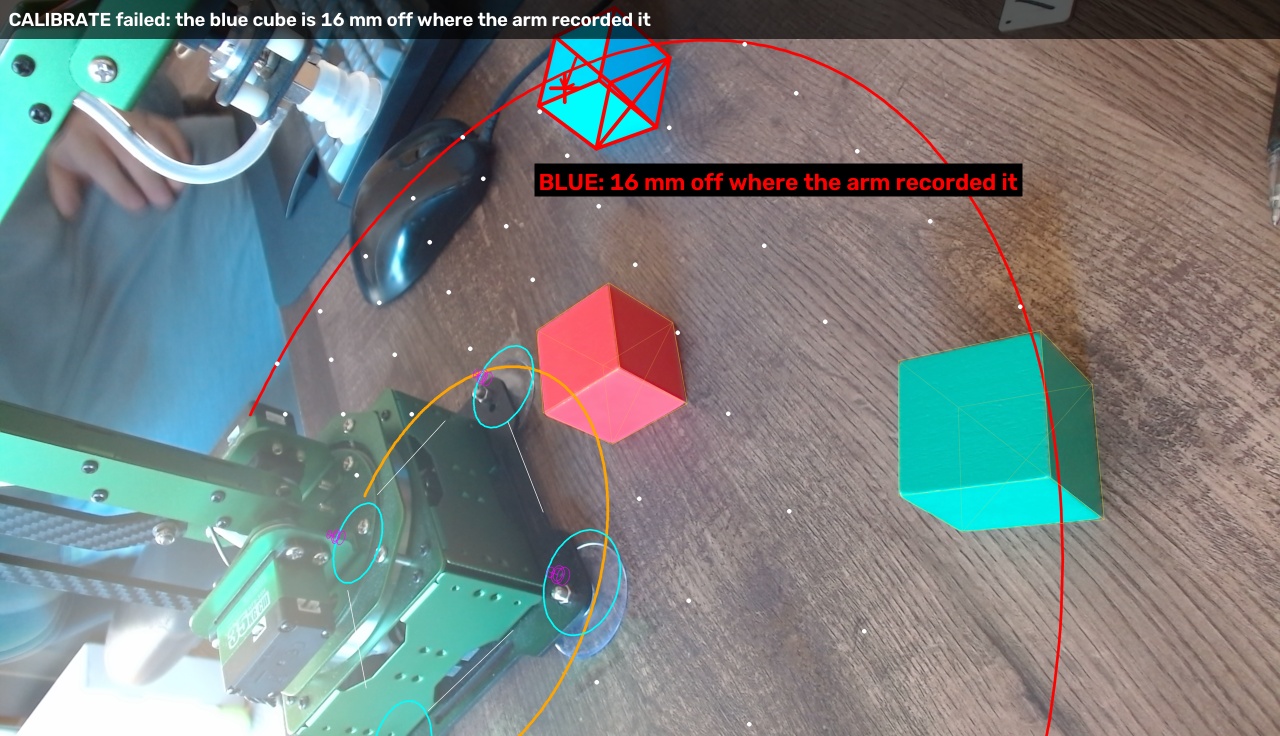 CALIBRATE failed: the blue cube is 16 mm off where the arm recorded it
BLUE: 16 mm off where the arm recorded it